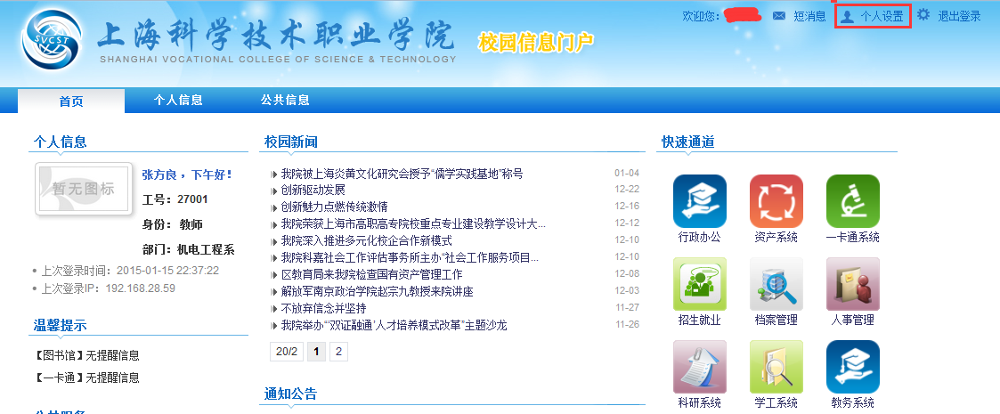 欢迎您： 短消息 个人设置 退出登录
SVCST
上海科学技术职业学院
SHANGHAI VOCATIONAL COLLEGE OF SCIENCE & TECHNOLOGY
校园信息门户
首页 个人信息 公共信息
个人信息
暂无图标
张方良，下午好！
工号：27001
身份： 教师
部门：机电工程系
上次登录时间：2015-01-15 22:37:22
上次登录IP：192.168.28.59
温馨提示
【图书馆】无提醒信息
【一卡通】无提醒信息
校园新闻
我院被上海炎黄文化研究会授予“儒学实践基地”称号 01-04
创新驱动发展 12-22
创新魅力点燃传统激情 12-16
我院荣获上海市高职高专院校重点专业建设教学设计大... 12-12
我院深入推进多元化校企合作新模式 12-10
我院科嘉社会工作评估事务所主办“社会工作服务项目... 12-10
区教育局来我院检查国有资产管理工作 12-08
解放军南京政治学院赵宗九教授来院讲座 12-03
不放弃信念并坚持 11-27
我院举办“‘双证融通’人才培养模式改革”主题沙龙 11-26
20/2 1 2
通知公告
快速通道
行政办公 资产系统 一卡通系统
招生就业 档案管理 人事管理
科研系统 学工系统 教务系统